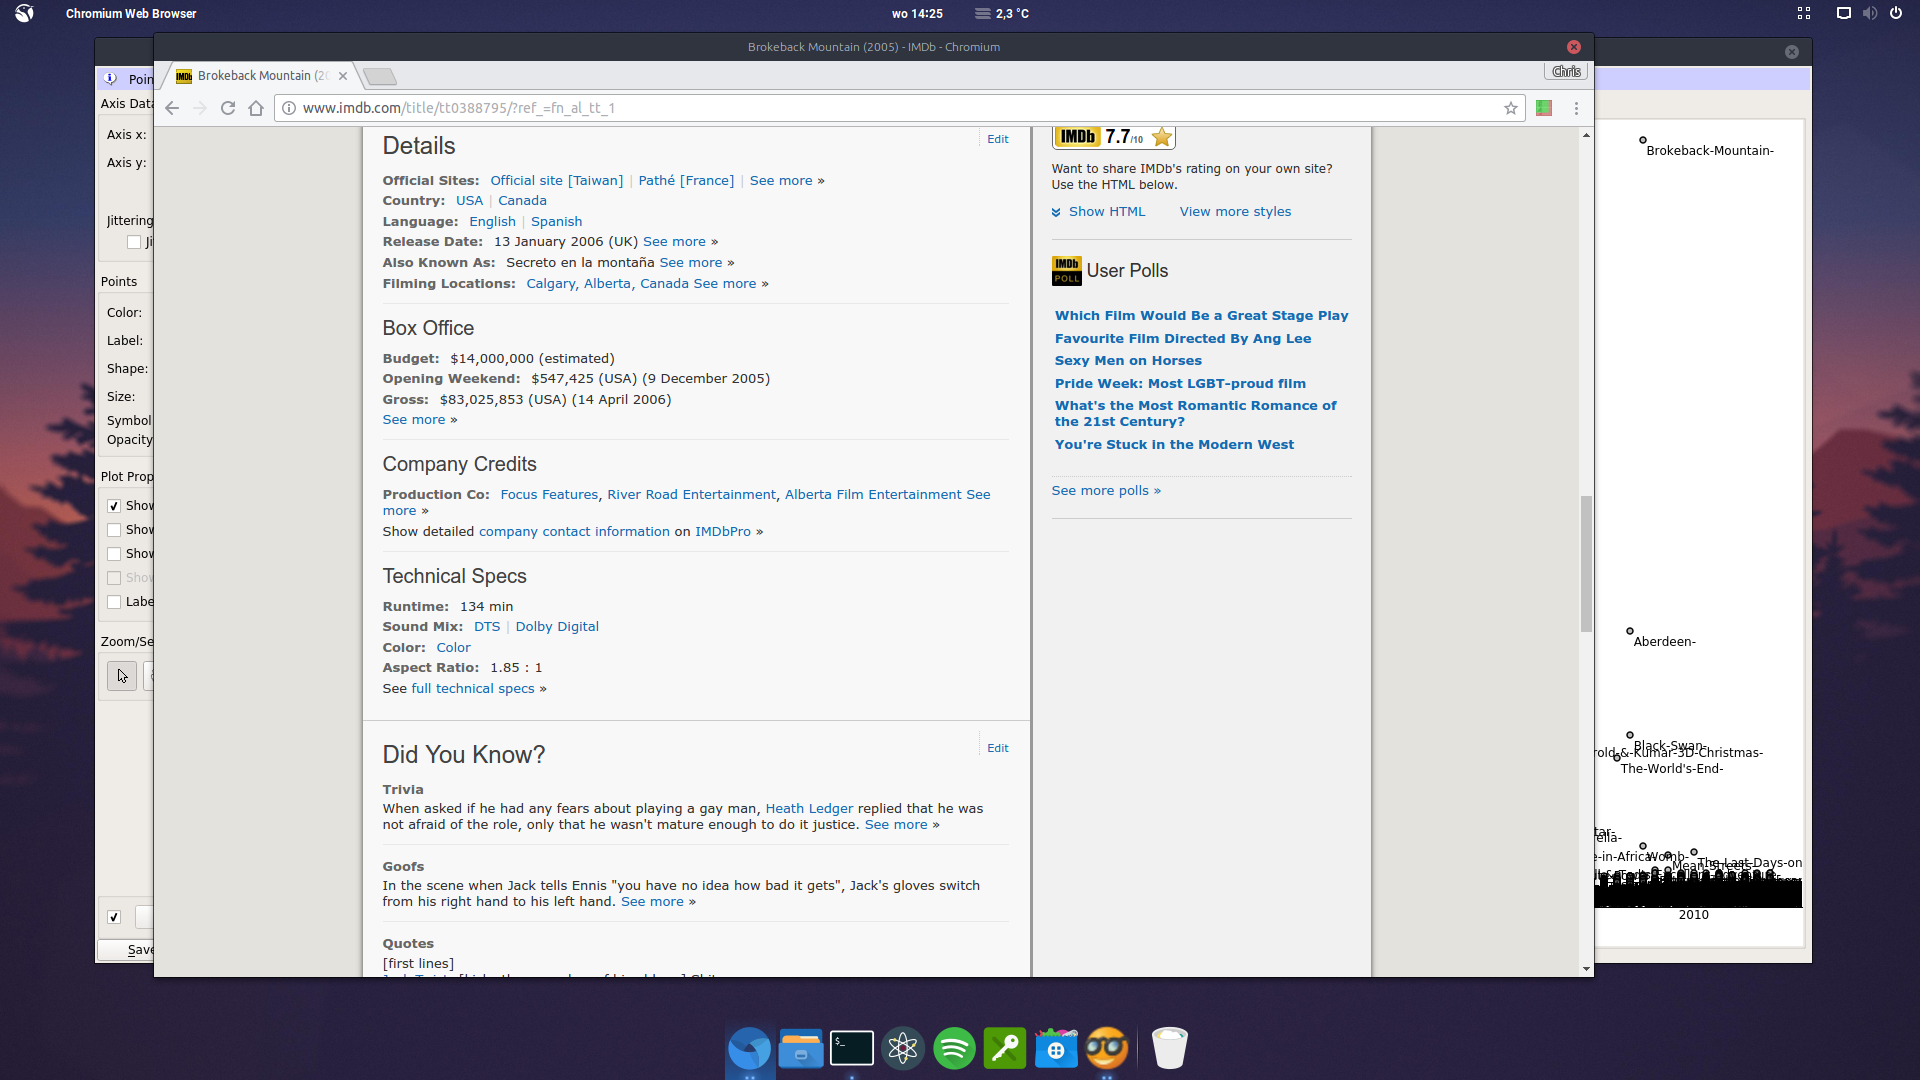 Chromium Web Browser
wo 14:25
2,3 °C
Brokeback Mountain (2005) - IMDb - Chromium
Brokeback Mountain (20
Chris
www.imdb.com/title/tt0388795/?ref_=fn_al_tt_1
Axis x:
Axis y:
Jittering
Points
Color:
Label:
Shape:
Size:
Symbol
Opacity
Plot Prop
Show
Show
Show
Show
Labe
Zoom/Se
Save
Details
Edit
Official Sites: Official site [Taiwan] | Pathé [France] | See more »
Country: USA | Canada
Language: English | Spanish
Release Date: 13 January 2006 (UK) See more »
Also Known As: Secreto en la montaña See more »
Filming Locations: Calgary, Alberta, Canada See more »
Box Office
Budget: $14,000,000 (estimated)
Opening Weekend: $547,425 (USA) (9 December 2005)
Gross: $83,025,853 (USA) (14 April 2006)
See more »
Company Credits
Production Co: Focus Features, River Road Entertainment, Alberta Film Entertainment See
more »
Show detailed company contact information on IMDbPro »
Technical Specs
Runtime: 134 min
Sound Mix: DTS | Dolby Digital
Color: Color
Aspect Ratio: 1.85 : 1
See full technical specs »
Did You Know?
Edit
Trivia
When asked if he had any fears about playing a gay man, Heath Ledger replied that he was
not afraid of the role, only that he wasn't mature enough to do it justice. See more »
Goofs
In the scene when Jack tells Ennis "you have no idea how bad it gets", Jack's gloves switch
from his right hand to his left hand. See more »
Quotes
[first lines]
IMDb 7.7/10
Want to share IMDb's rating on your own site?
Use the HTML below.
Show HTML
View more styles
IMDb
POLL
User Polls
Which Film Would Be a Great Stage Play
Favourite Film Directed By Ang Lee
Sexy Men on Horses
Pride Week: Most LGBT-proud film
What's the Most Romantic Romance of
the 21st Century?
You're Stuck in the Modern West
See more polls »
Brokeback-Mountain-
Aberdeen-
Black-Swan-
rold-&-Kumar-3D-Christmas-
The-World's-End-
tar-
ella-
e-in-Africa
Womb-
The-Last-Days-on
Mean-Streets-
2010